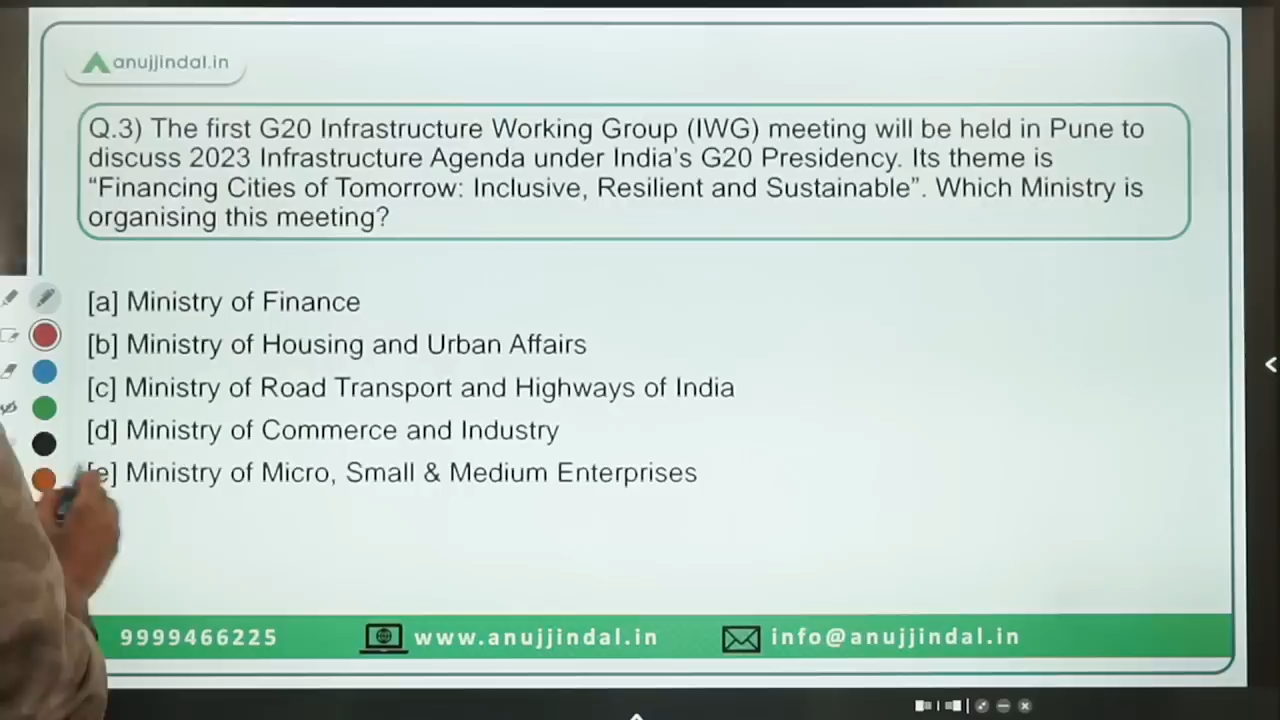 anujjindal.in
Q.3) The first G20 Infrastructure Working Group (IWG) meeting will be held in Pune to
discuss 2023 Infrastructure Agenda under India's G20 Presidency. Its theme is
“Financing Cities of Tomorrow: Inclusive, Resilient and Sustainable”. Which Ministry is
organising this meeting?
[a] Ministry of Finance
[b] Ministry of Housing and Urban Affairs
[c] Ministry of Road Transport and Highways of India
[d] Ministry of Commerce and Industry
[e] Ministry of Micro, Small & Medium Enterprises
9999466225 www.anujjindal.in info@anujjindal.in